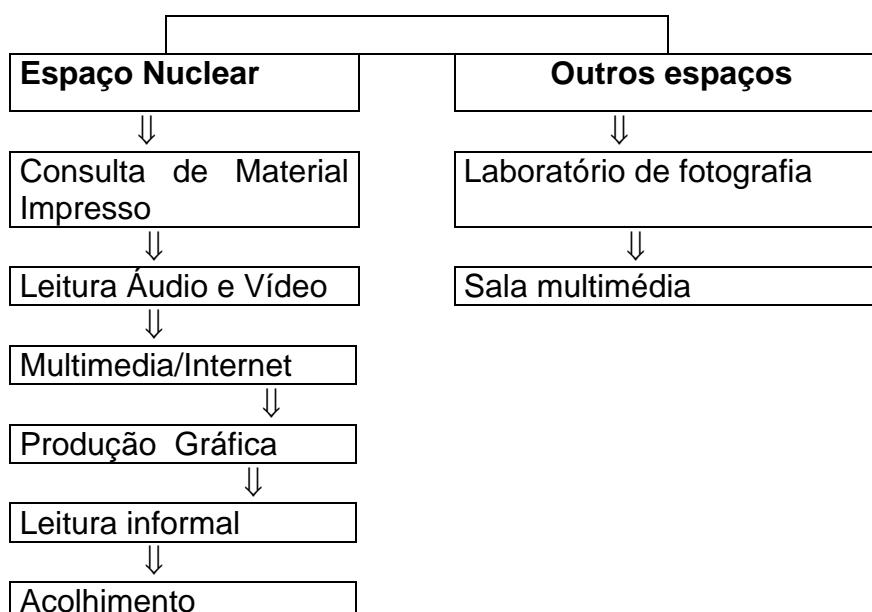 Espaço Nuclear
Outros espaços
⇓
⇓
Consulta de Material
Impresso
Laboratório de fotografia
⇓
⇓
Leitura Áudio e Vídeo
Sala multimédia
⇓
Multimedia/Internet
⇓
Produção Gráfica
⇓
Leitura informal
⇓
Acolhimento